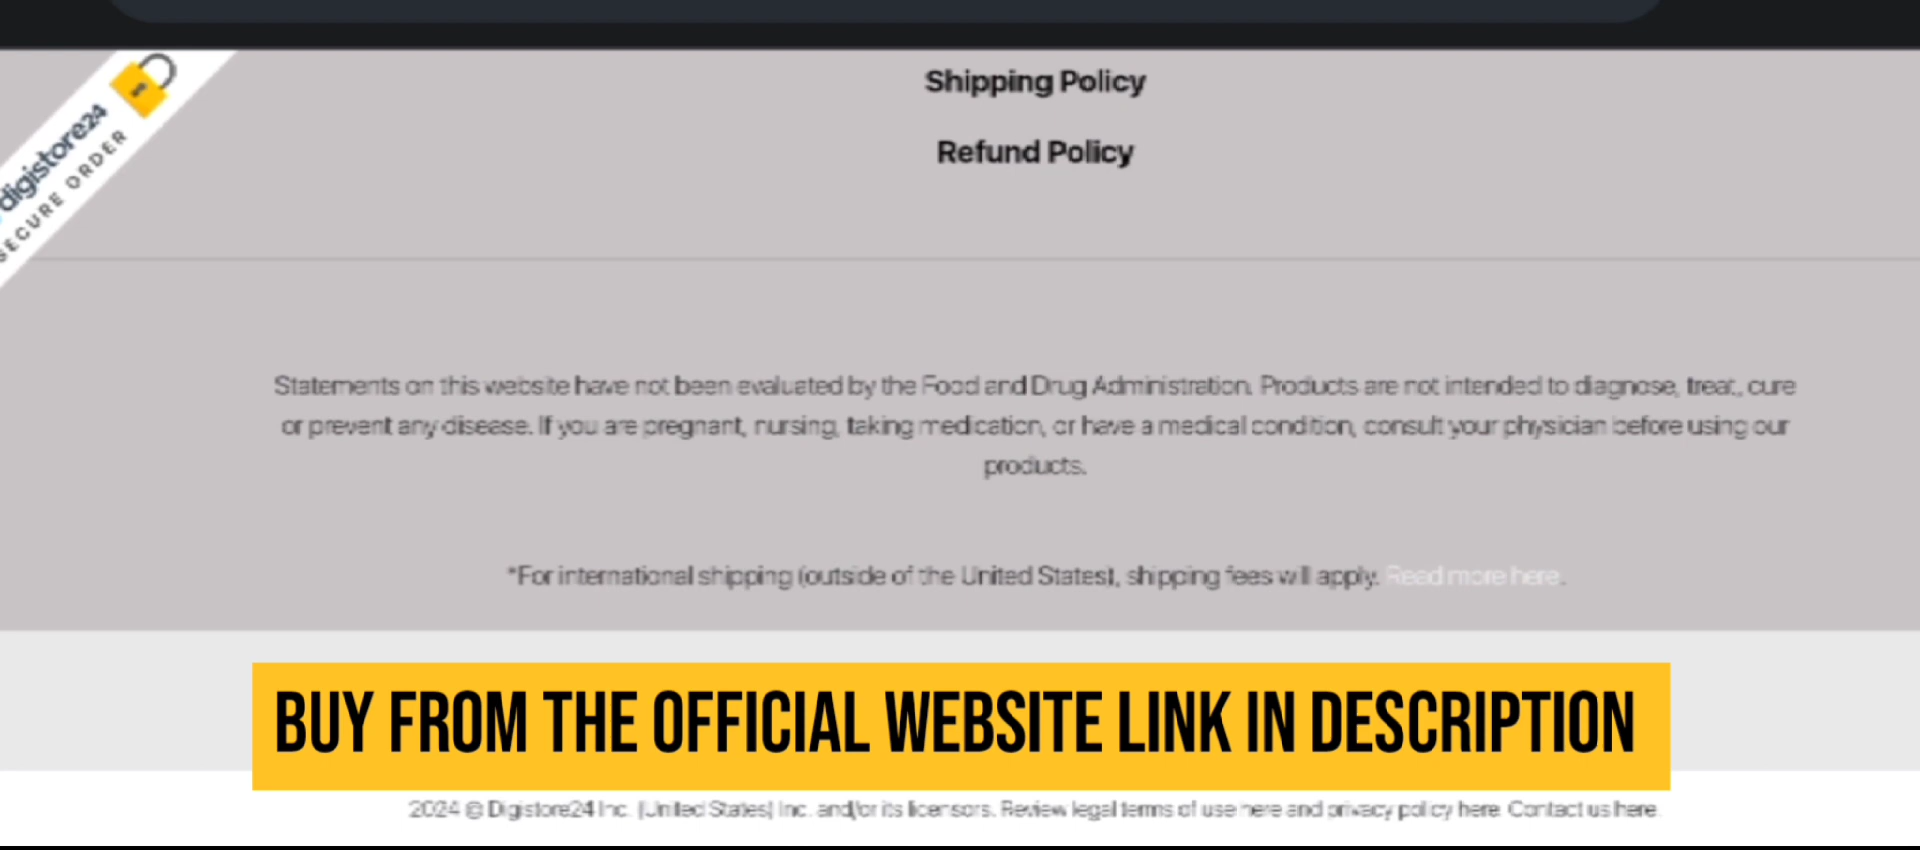 digistore24
SECURE ORDER
Shipping Policy
Refund Policy
Statements on this website have not been evaluated by the Food and Drug Administration. Products are not intended to diagnose, treat, cure
or prevent any disease. If you are pregnant, nursing, taking medication, or have a medical condition, consult your physician before using our
products.
*For international shipping (outside of the United States), shipping fees will apply. Read more here.
BUY FROM THE OFFICIAL WEBSITE LINK IN DESCRIPTION
2024 © Digistore24 Inc. (United States) Inc. and/or its licensors. Review legal terms of use here and privacy policy here. Contact us here.